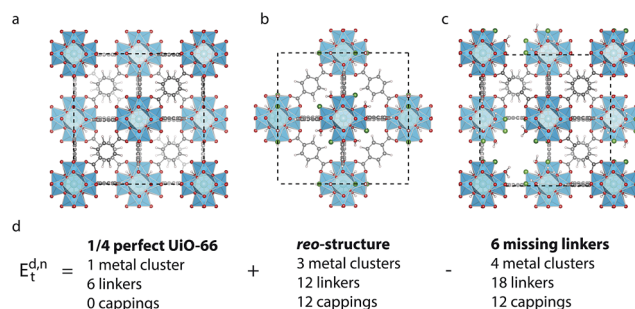 a
b
c
d
1/4 perfect UiO-66
reo-structure
6 missing linkers
E_t^{d,n} =
1 metal cluster
+
3 metal clusters
-
4 metal clusters
6 linkers
12 linkers
18 linkers
0 cappings
12 cappings
12 cappings